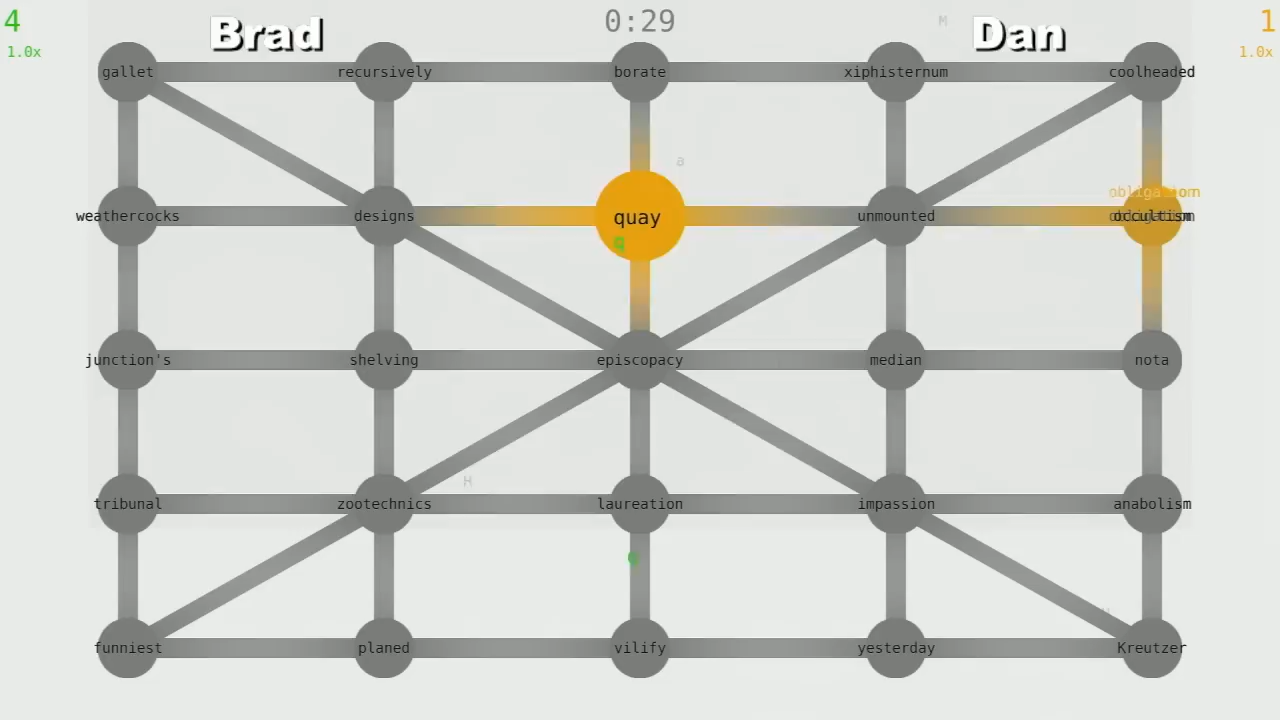 4 Brad 0:29 M Dan 1
1.0x 1.0x
gallet recursively borate xiphisternum coolheaded
a
weathercocks designs quay unmounted occultism
q
junction's shelving episcopacy median nota
H
tribunal zootechnics laureation impassion anabolism
funniest planed vilify yesterday Kreutzer